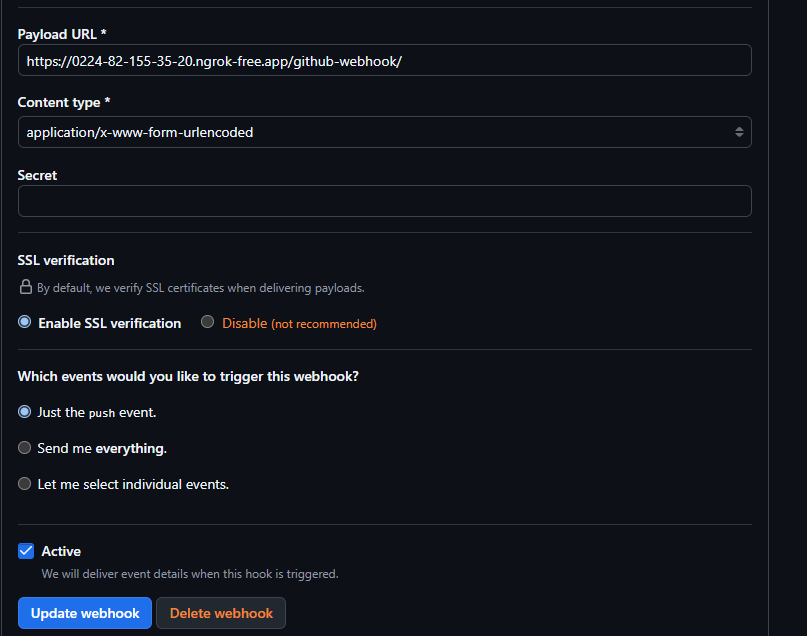 Payload URL *
https://0224-82-155-35-20.ngrok-free.app/github-webhook/
Content type *
application/x-www-form-urlencoded
Secret
SSL verification
By default, we verify SSL certificates when delivering payloads.
Enable SSL verification Disable (not recommended)
Which events would you like to trigger this webhook?
Just the push event.
Send me everything.
Let me select individual events.
Active
We will deliver event details when this hook is triggered.
Update webhook Delete webhook